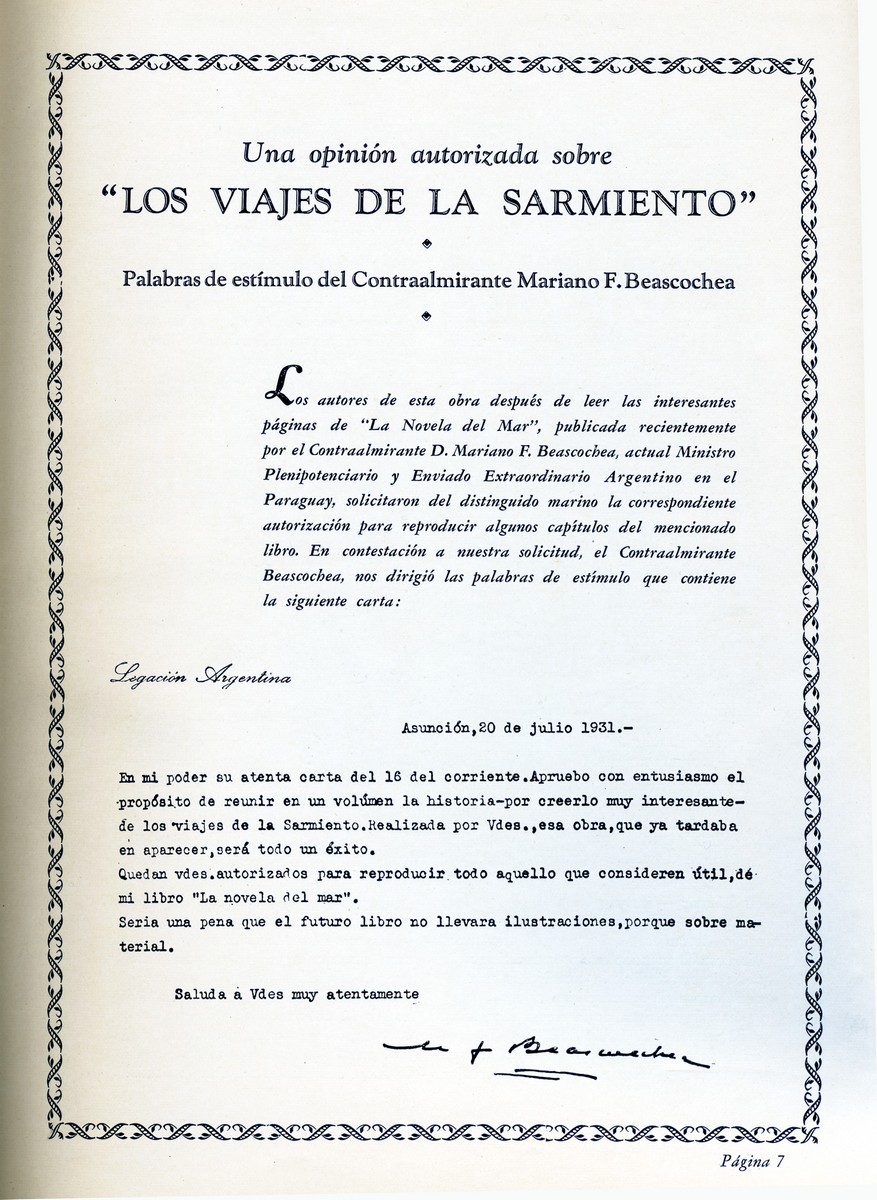 Una opinión autorizada sobre
“LOS VIAJES DE LA SARMIENTO”
Palabras de estímulo del Contraalmirante Mariano F. Beascochea
Los autores de esta obra después de leer las interesantes
páginas de “La Novela del Mar”, publicada recientemente
por el Contraalmirante D. Mariano F. Beascochea, actual Ministro
Plenipotenciario y Enviado Extraordinario Argentino en el
Paraguay, solicitaron del distinguido marino la correspondiente
autorización para reproducir algunos capítulos del mencionado
libro. En contestación a nuestra solicitud, el Contraalmirante
Beascochea, nos dirigió las palabras de estímulo que contiene
la siguiente carta:
Legación Argentina
Asunción,20 de julio 1931.-
En mi poder su atenta carta del 16 del corriente.Apruebo con entusiasmo el
propósito de reunir en un volúmen la historia-por creerlo muy interesante-
de los viajes de la Sarmiento.Realizada por Vdes.,esa obra,que ya tardaba
en aparecer,será todo un éxito.
Quedan vdes.autorizados para reproducir todo aquello que consideren útil,dé
mi libro "La novela del mar".
Seria una pena que el futuro libro no llevara ilustraciones,porque sobre ma-
terial.
Saluda á Vdes muy atentamente
M F Beascochea
Página 7